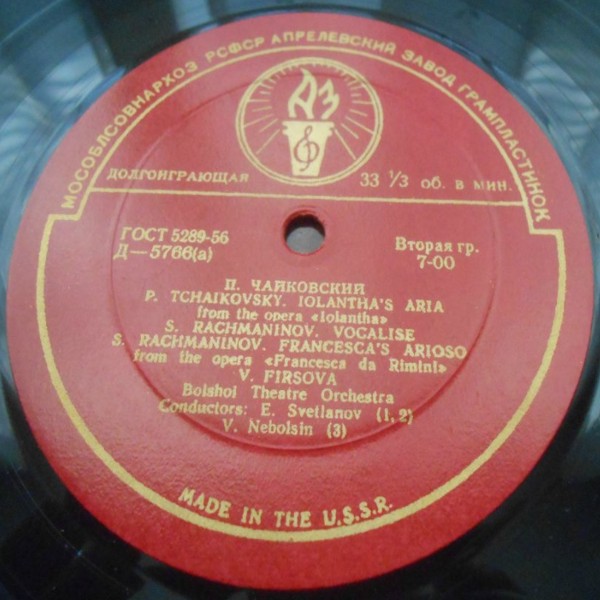 МОСОБЛСОВНАРХОЗ РСФСР АПРЕЛЕВСКИЙ ЗАВОД ГРАМПЛАСТИНОК
АЗ
ДОЛГОИГРАЮЩАЯ 33 1/3 об. в мин.
ГОСТ 5289-56 Вторая гр.
Д—5766(а) 7-00
П. ЧАЙКОВСКИЙ
P. TCHAIKOVSKY. IOLANTHA'S ARIA
from the opera «Iolantha»
S. RACHMANINOV. VOCALISE
S. RACHMANINOV. FRANCESCA'S ARIOSO
from the opera «Francesca da Rimini»
V. FIRSOVA
Bolshoi Theatre Orchestra
Conductors: E. Svetlanov (1, 2)
V. Nebolsin (3)
MADE IN THE U.S.S.R.